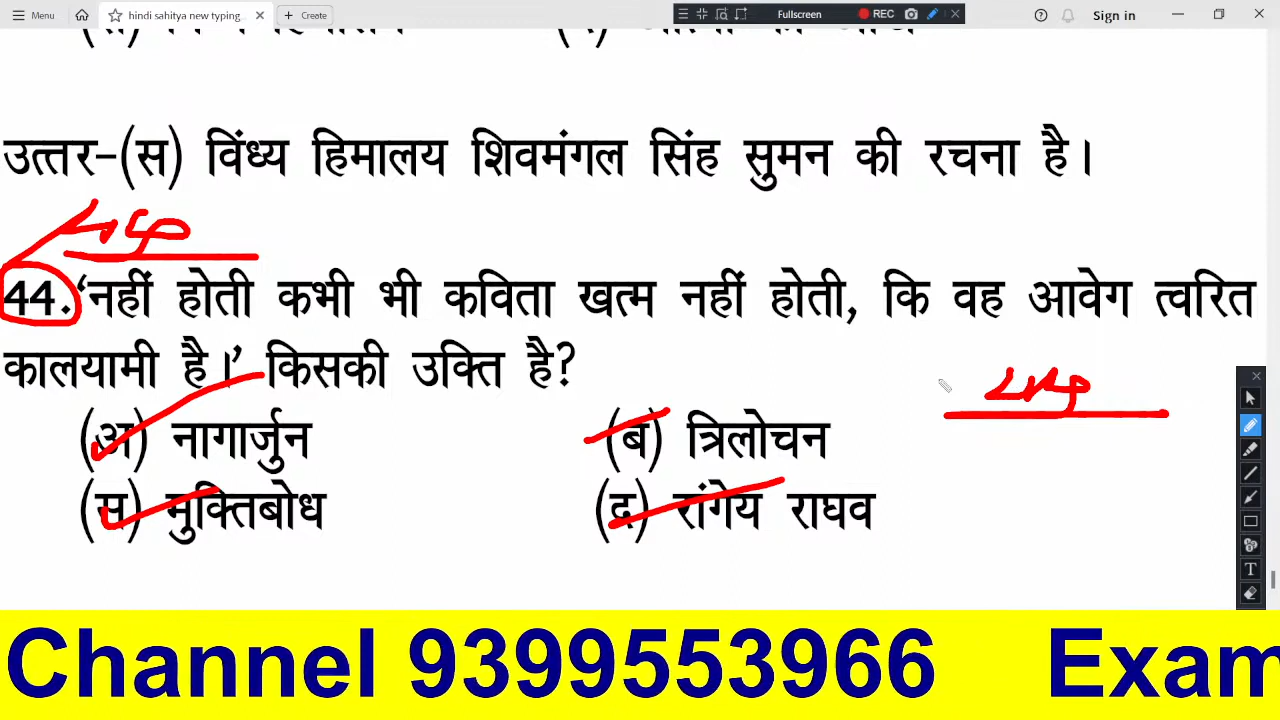 Menu hindi sahitya new typing Create Fullscreen REC Sign in
उत्तर-(स) विंध्य हिमालय शिवमंगल सिंह सुमन की रचना है।
44. ‘नहीं होती कभी भी कविता खत्म नहीं होती, कि वह आवेग त्वरित
कालयामी है।’ किसकी उक्ति है?
(अ) नागार्जुन (ब) त्रिलोचन
(स) मुक्तिबोध (द) रांगेय राघव
Channel 9399553966 Exam